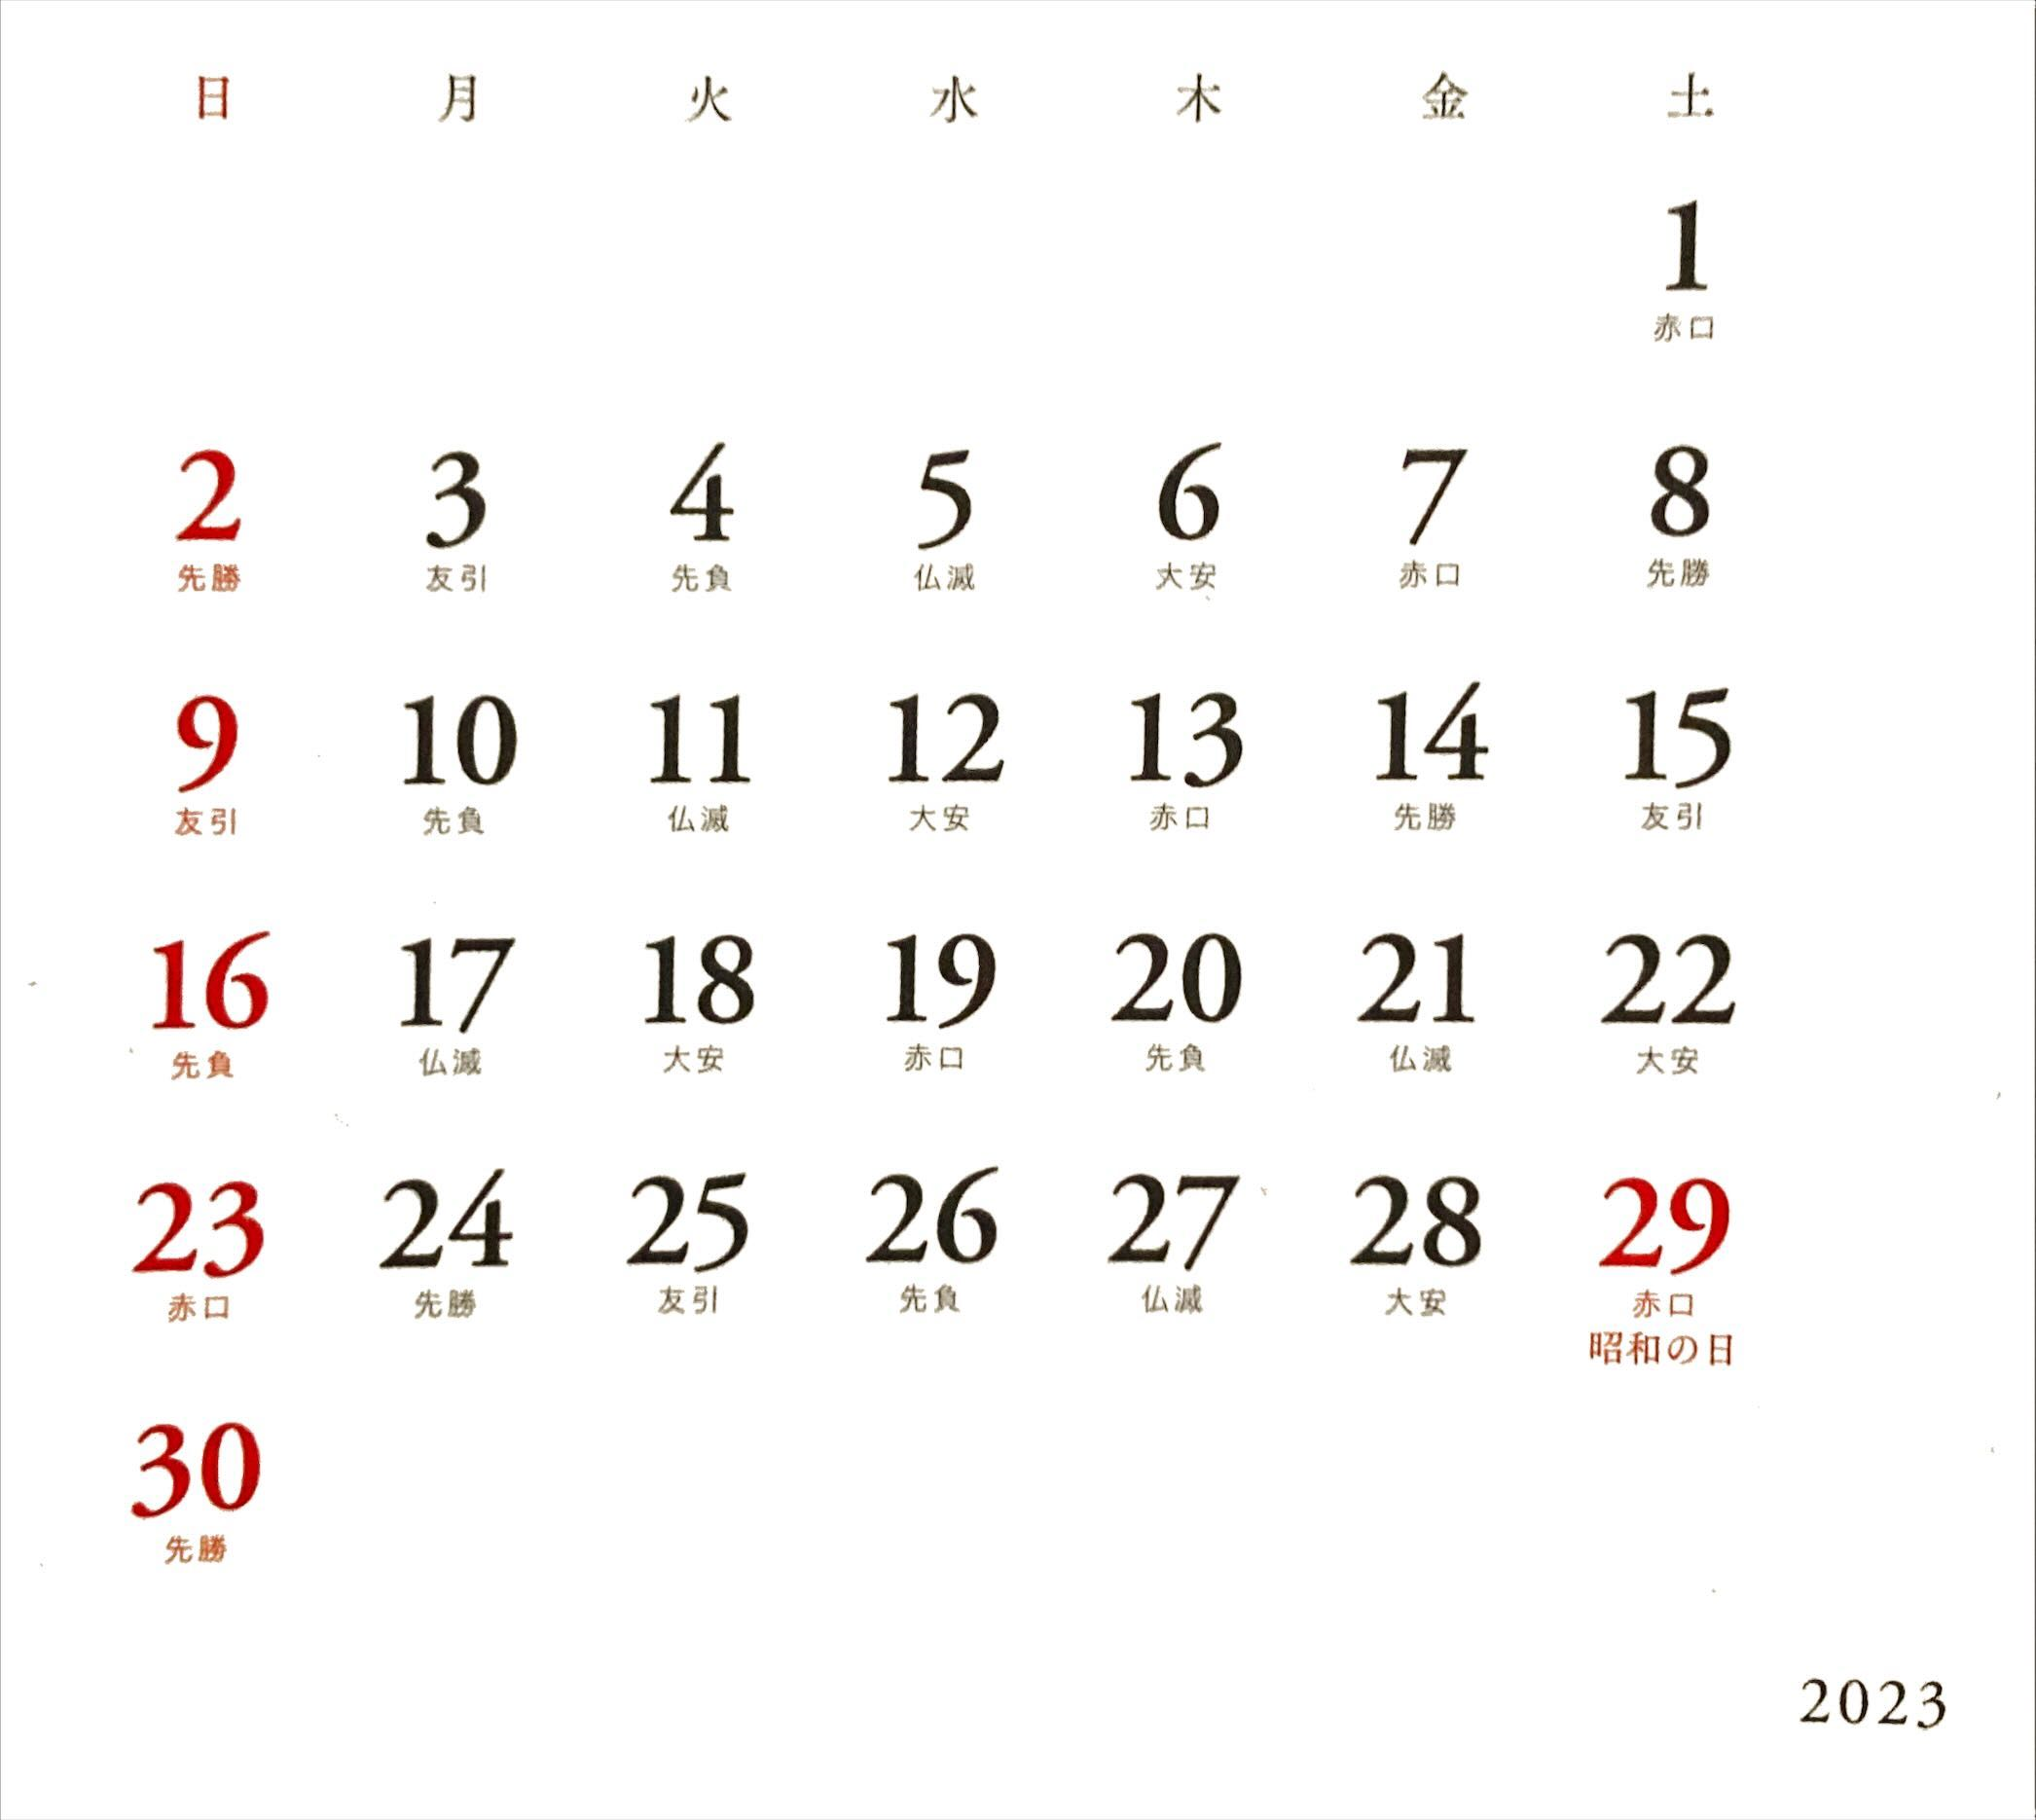 日 月 火 水 木 金 土
1
赤口
2 3 4 5 6 7 8
先勝 友引 先負 仏滅 大安 赤口 先勝
9 10 11 12 13 14 15
友引 先負 仏滅 大安 赤口 先勝 友引
16 17 18 19 20 21 22
先負 仏滅 大安 赤口 先負 仏滅 大安
23 24 25 26 27 28 29
赤口 先勝 友引 先負 仏滅 大安 赤口
昭和の日
30
先勝
2023